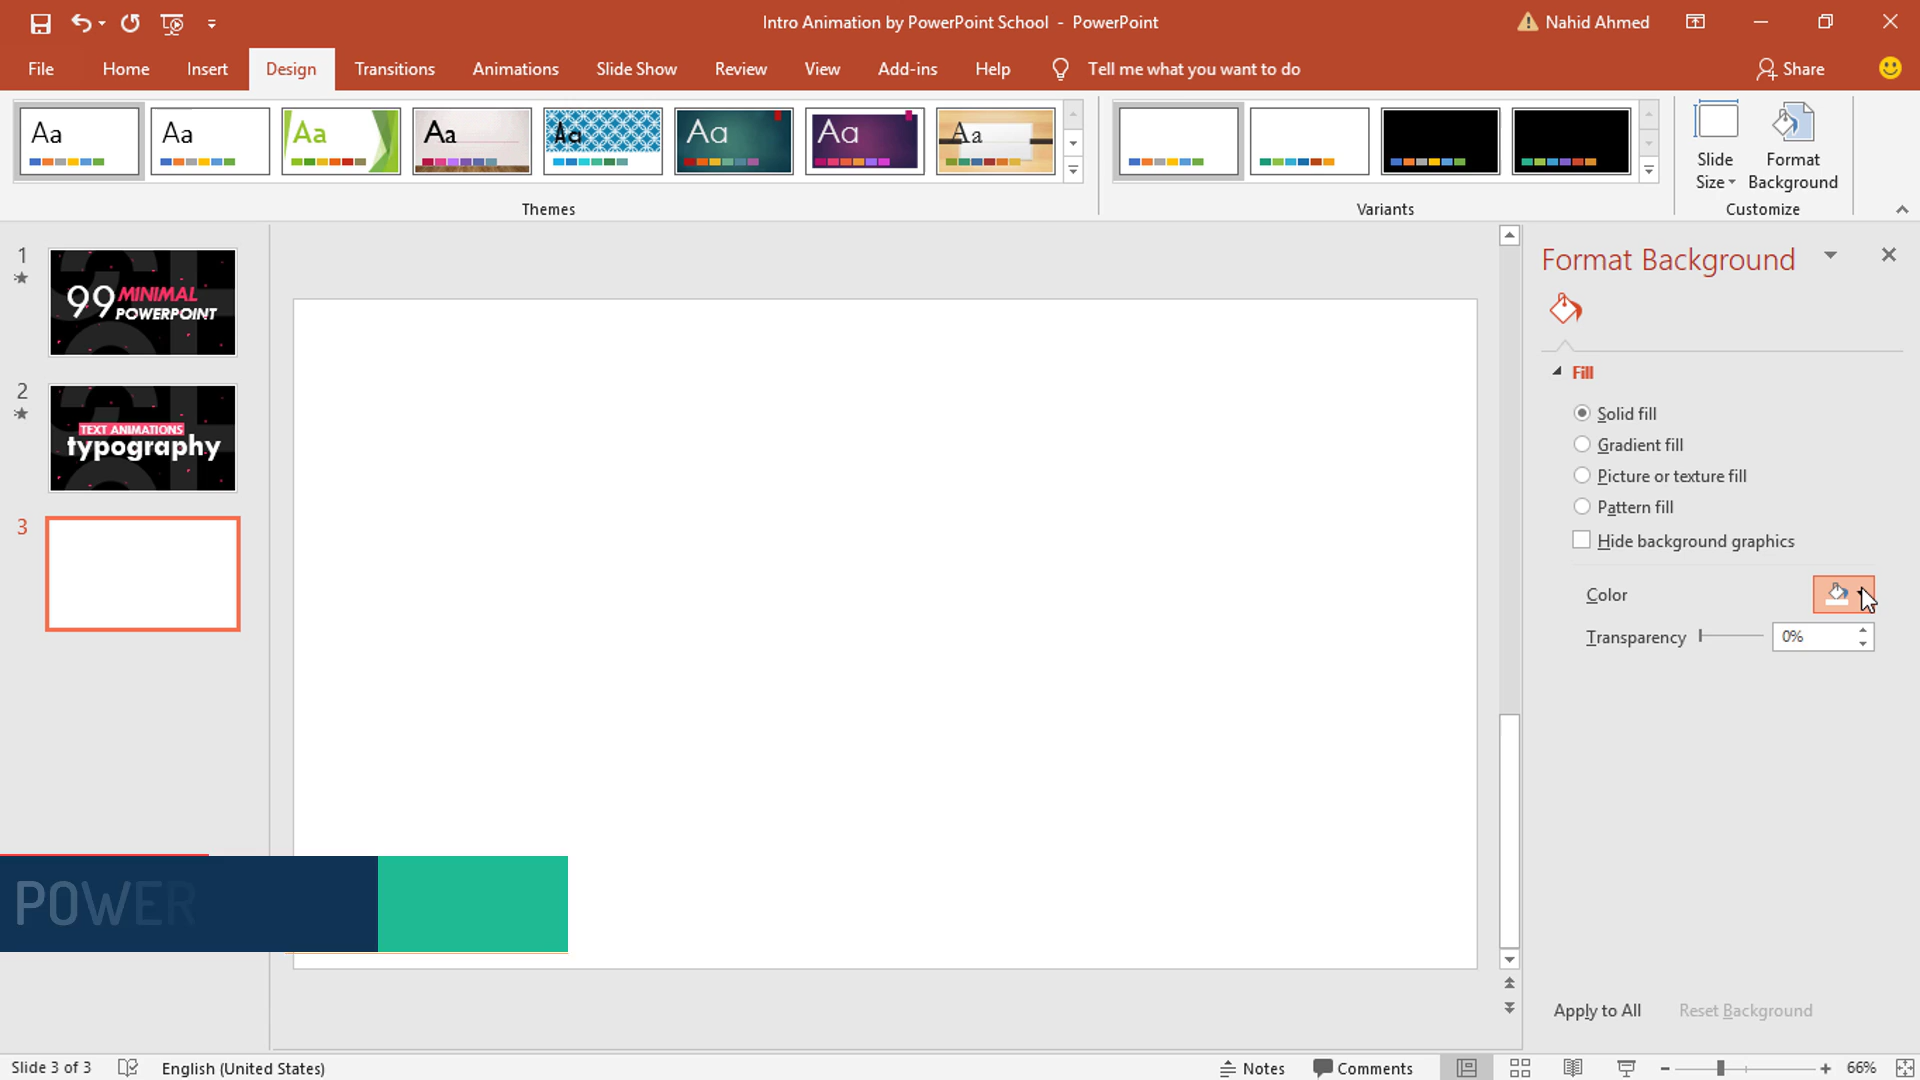 Intro Animation by PowerPoint School - PowerPoint
Nahid Ahmed
File Home Insert Design Transitions Animations Slide Show Review View Add-ins Help Tell me what you want to do
Share
Aa Aa Aa Aa Aa Aa Aa Aa
Slide Size
Format Background
Themes
Variants
Customize
1
99 MINIMAL
POWERPOINT
2
TEXT ANIMATIONS
typography
3
Format Background
Fill
Solid fill
Gradient fill
Picture or texture fill
Pattern fill
Hide background graphics
Color
Transparency 0%
POWER
Apply to All Reset Background
Slide 3 of 3 English (United States) Notes Comments 66%